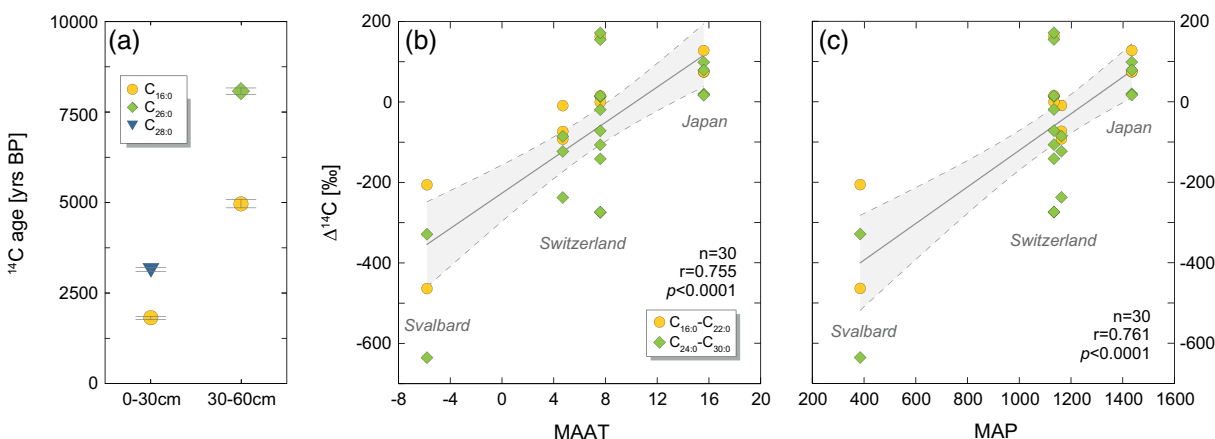 (a)
10000
7500
5000
2500
0
¹⁴C age [yrs BP]
C₁₆:₀
C₂₆:₀
C₂₈:₀
0-30cm
30-60cm
(b)
200
0
-200
-400
-600
Δ¹⁴C [‰]
Japan
Switzerland
Svalbard
n=30
r=0.755
p<0.0001
C₁₆:₀-C₂₂:₀
C₂₄:₀-C₃₀:₀
-8 -4 0 4 8 12 16 20
MAAT
(c)
200
0
-200
-400
-600
Japan
Switzerland
Svalbard
n=30
r=0.761
p<0.0001
200 400 600 800 1000 1200 1400 1600
MAP